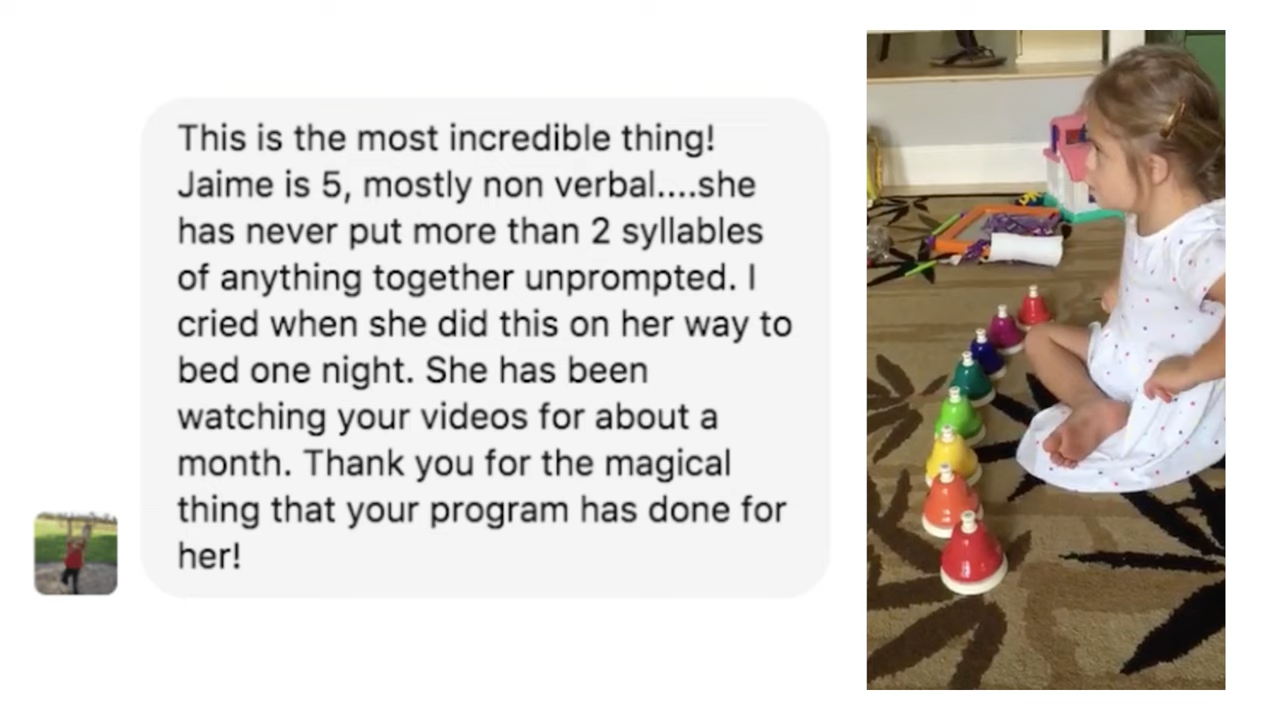 This is the most incredible thing!
Jaime is 5, mostly non verbal....she
has never put more than 2 syllables
of anything together unprompted. I
cried when she did this on her way to
bed one night. She has been
watching your videos for about a
month. Thank you for the magical
thing that your program has done for
her!